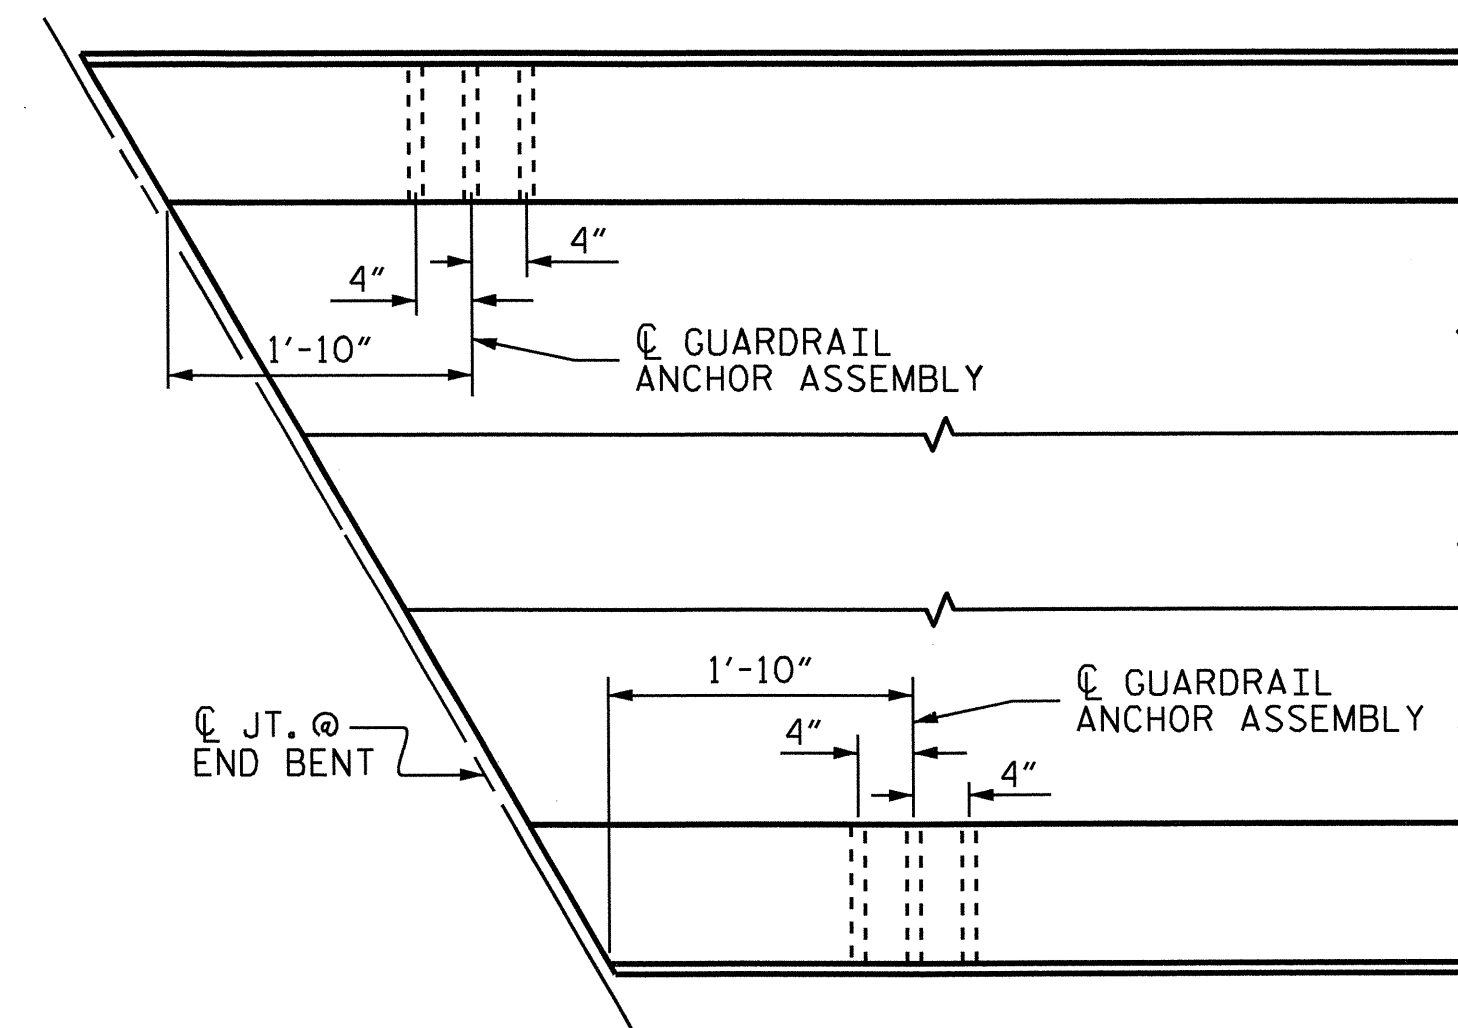 4"
4"
1'-10"
℄ GUARDRAIL
ANCHOR ASSEMBLY
1'-10"
℄ GUARDRAIL
ANCHOR ASSEMBLY
℄ JT. @
END BENT
4"
4"